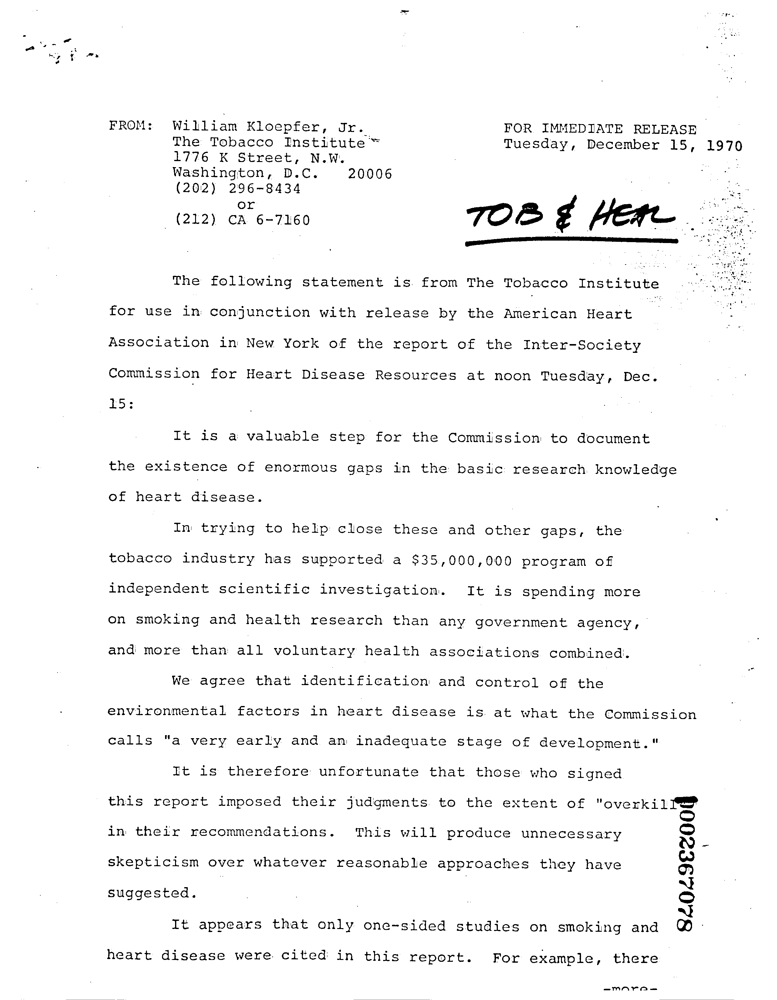 FROM: William Kloepfer, Jr.
The Tobacco Institute
1776 K Street, N.W.
Washington, D.C. 20006
(202) 296-8434
or
(212) CA 6-7160
FOR IMMEDIATE RELEASE
Tuesday, December 15, 1970
TOB & HEAL
The following statement is from The Tobacco Institute
for use in conjunction with release by the American Heart
Association in New York of the report of the Inter-Society
Commission for Heart Disease Resources at noon Tuesday, Dec.
15:
It is a valuable step for the Commission to document
the existence of enormous gaps in the basic research knowledge
of heart disease.
In trying to help close these and other gaps, the
tobacco industry has supported a $35,000,000 program of
independent scientific investigation. It is spending more
on smoking and health research than any government agency,
and more than all voluntary health associations combined.
We agree that identification and control of the
environmental factors in heart disease is at what the Commission
calls "a very early and an inadequate stage of development."
It is therefore unfortunate that those who signed
this report imposed their judgments to the extent of "overkill"
in their recommendations. This will produce unnecessary
skepticism over whatever reasonable approaches they have
suggested.
It appears that only one-sided studies on smoking and
heart disease were cited in this report. For example, there
-more-
002367078